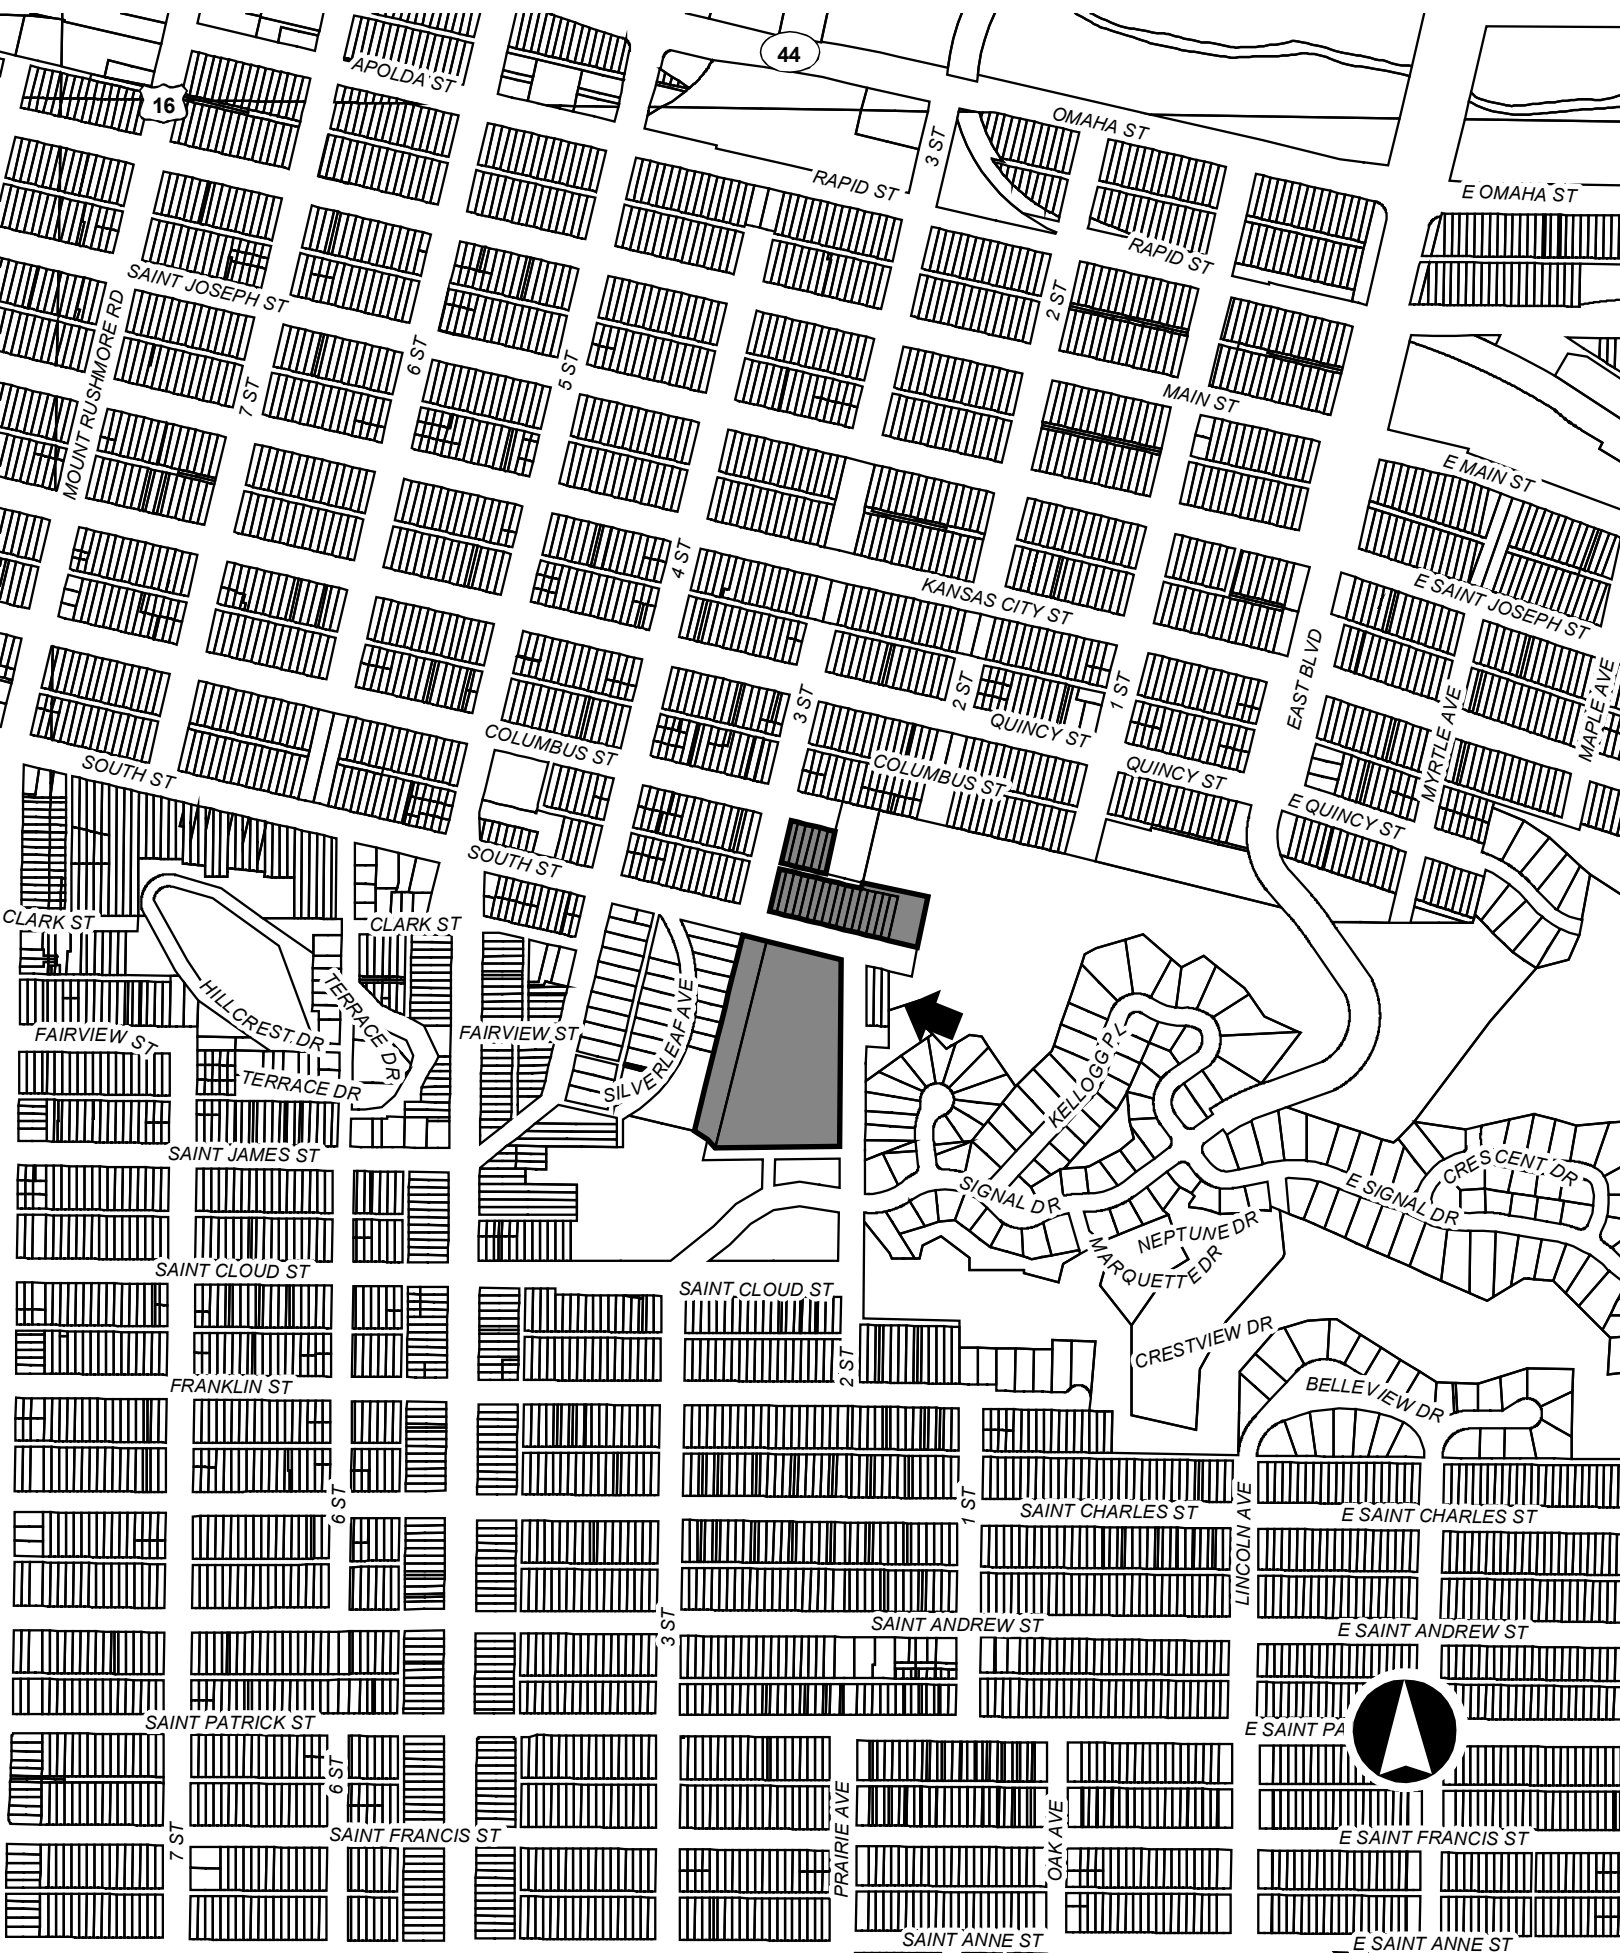 44
APOLDA ST
16
OMAHA ST
3 ST
RAPID ST
E OMAHA ST
RAPID ST
SAINT JOSEPH ST
2 ST
MOUNT RUSHMORE RD
6 ST
5 ST
7 ST
MAIN ST
E MAIN ST
4 ST
KANSAS CITY ST
E SAINT JOSEPH ST
EAST BLVD
3 ST
2 ST
1 ST
MYRTLE AVE
MAPLE AVE
QUINCY ST
COLUMBUS ST
SOUTH ST
COLUMBUS ST
QUINCY ST
E QUINCY ST
SOUTH ST
CLARK ST
CLARK ST
HILLCREST DR
TERRACE DR
FAIRVIEW ST
FAIRVIEW ST
SILVERLEAF AVE
KELLOGG PL
TERRACE DR
SAINT JAMES ST
CRESCENT DR
SIGNAL DR
E SIGNAL DR
NEPTUNE DR
MARQUETTE DR
SAINT CLOUD ST
SAINT CLOUD ST
CRESTVIEW DR
2 ST
FRANKLIN ST
BELLEVIEW DR
6 ST
1 ST
SAINT CHARLES ST
LINCOLN AVE
E SAINT CHARLES ST
3 ST
SAINT ANDREW ST
E SAINT ANDREW ST
SAINT PATRICK ST
E SAINT PA
6 ST
7 ST
SAINT FRANCIS ST
PRAIRIE AVE
OAK AVE
E SAINT FRANCIS ST
SAINT ANNE ST
E SAINT ANNE ST